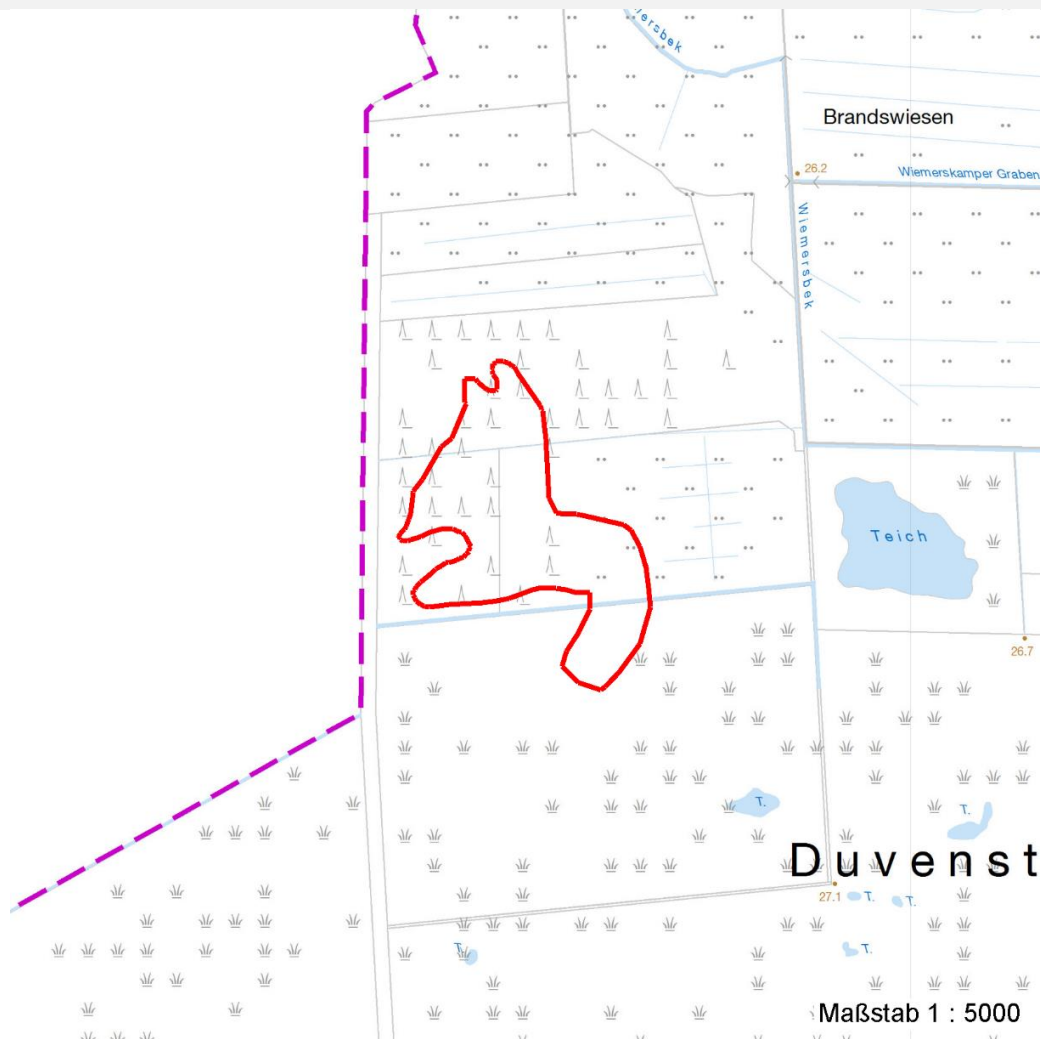 ersbek
Brandswiesen
26.2
Wiemerskamper Graben
Wiemersbek
Teich
26.7
T.
T.
Duvenst
27.1
T.
T.
T.
T.
Maßstab 1 : 5000